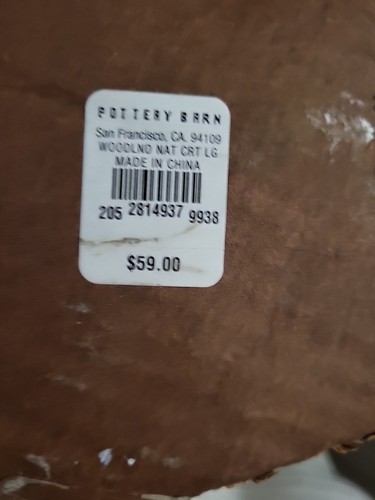 POTTERY BARN
San Francisco, CA. 94109
WOODLND NAT CRT LG
MADE IN CHINA
205 2814937 9938
$59.00